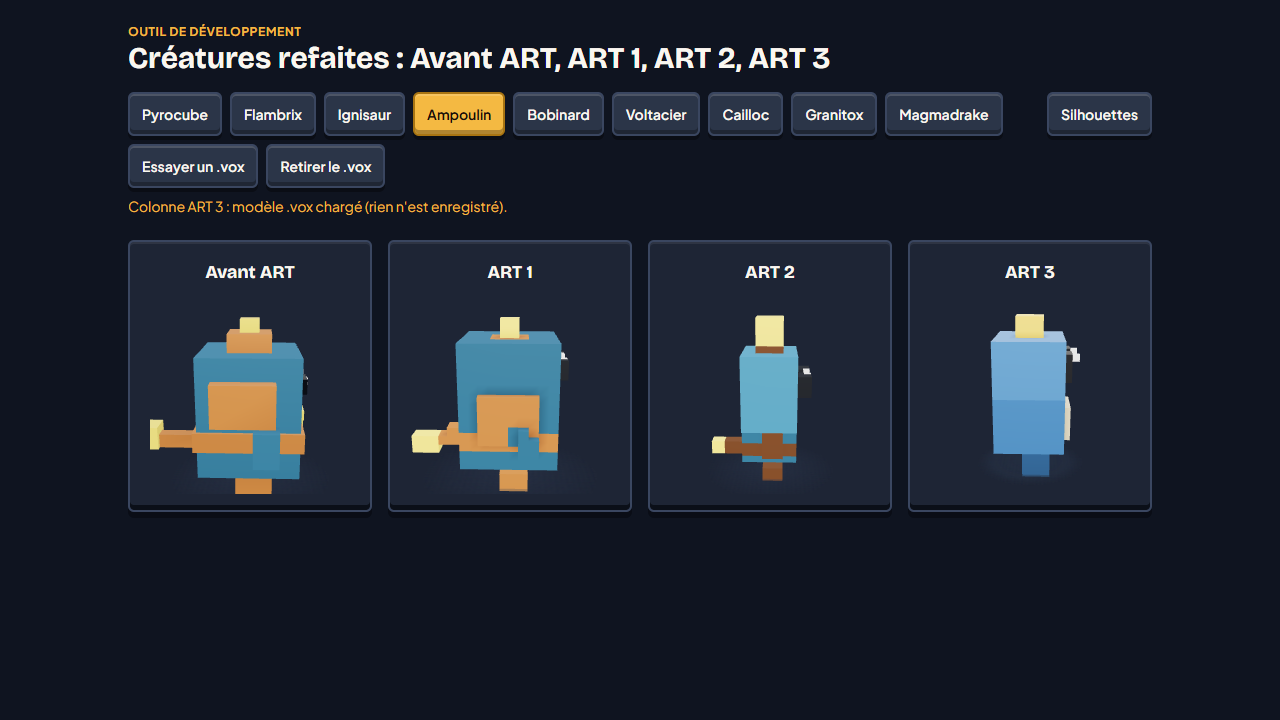 OUTIL DE DÉVELOPPEMENT
Créatures refaites : Avant ART, ART 1, ART 2, ART 3
Pyrocube Flambrix Ignisaur Ampoulin Bobinard Voltacier Cailloc Granitox Magmadrake Silhouettes
Essayer un .vox Retirer le .vox
Colonne ART 3 : modèle .vox chargé (rien n'est enregistré).
Avant ART ART 1 ART 2 ART 3